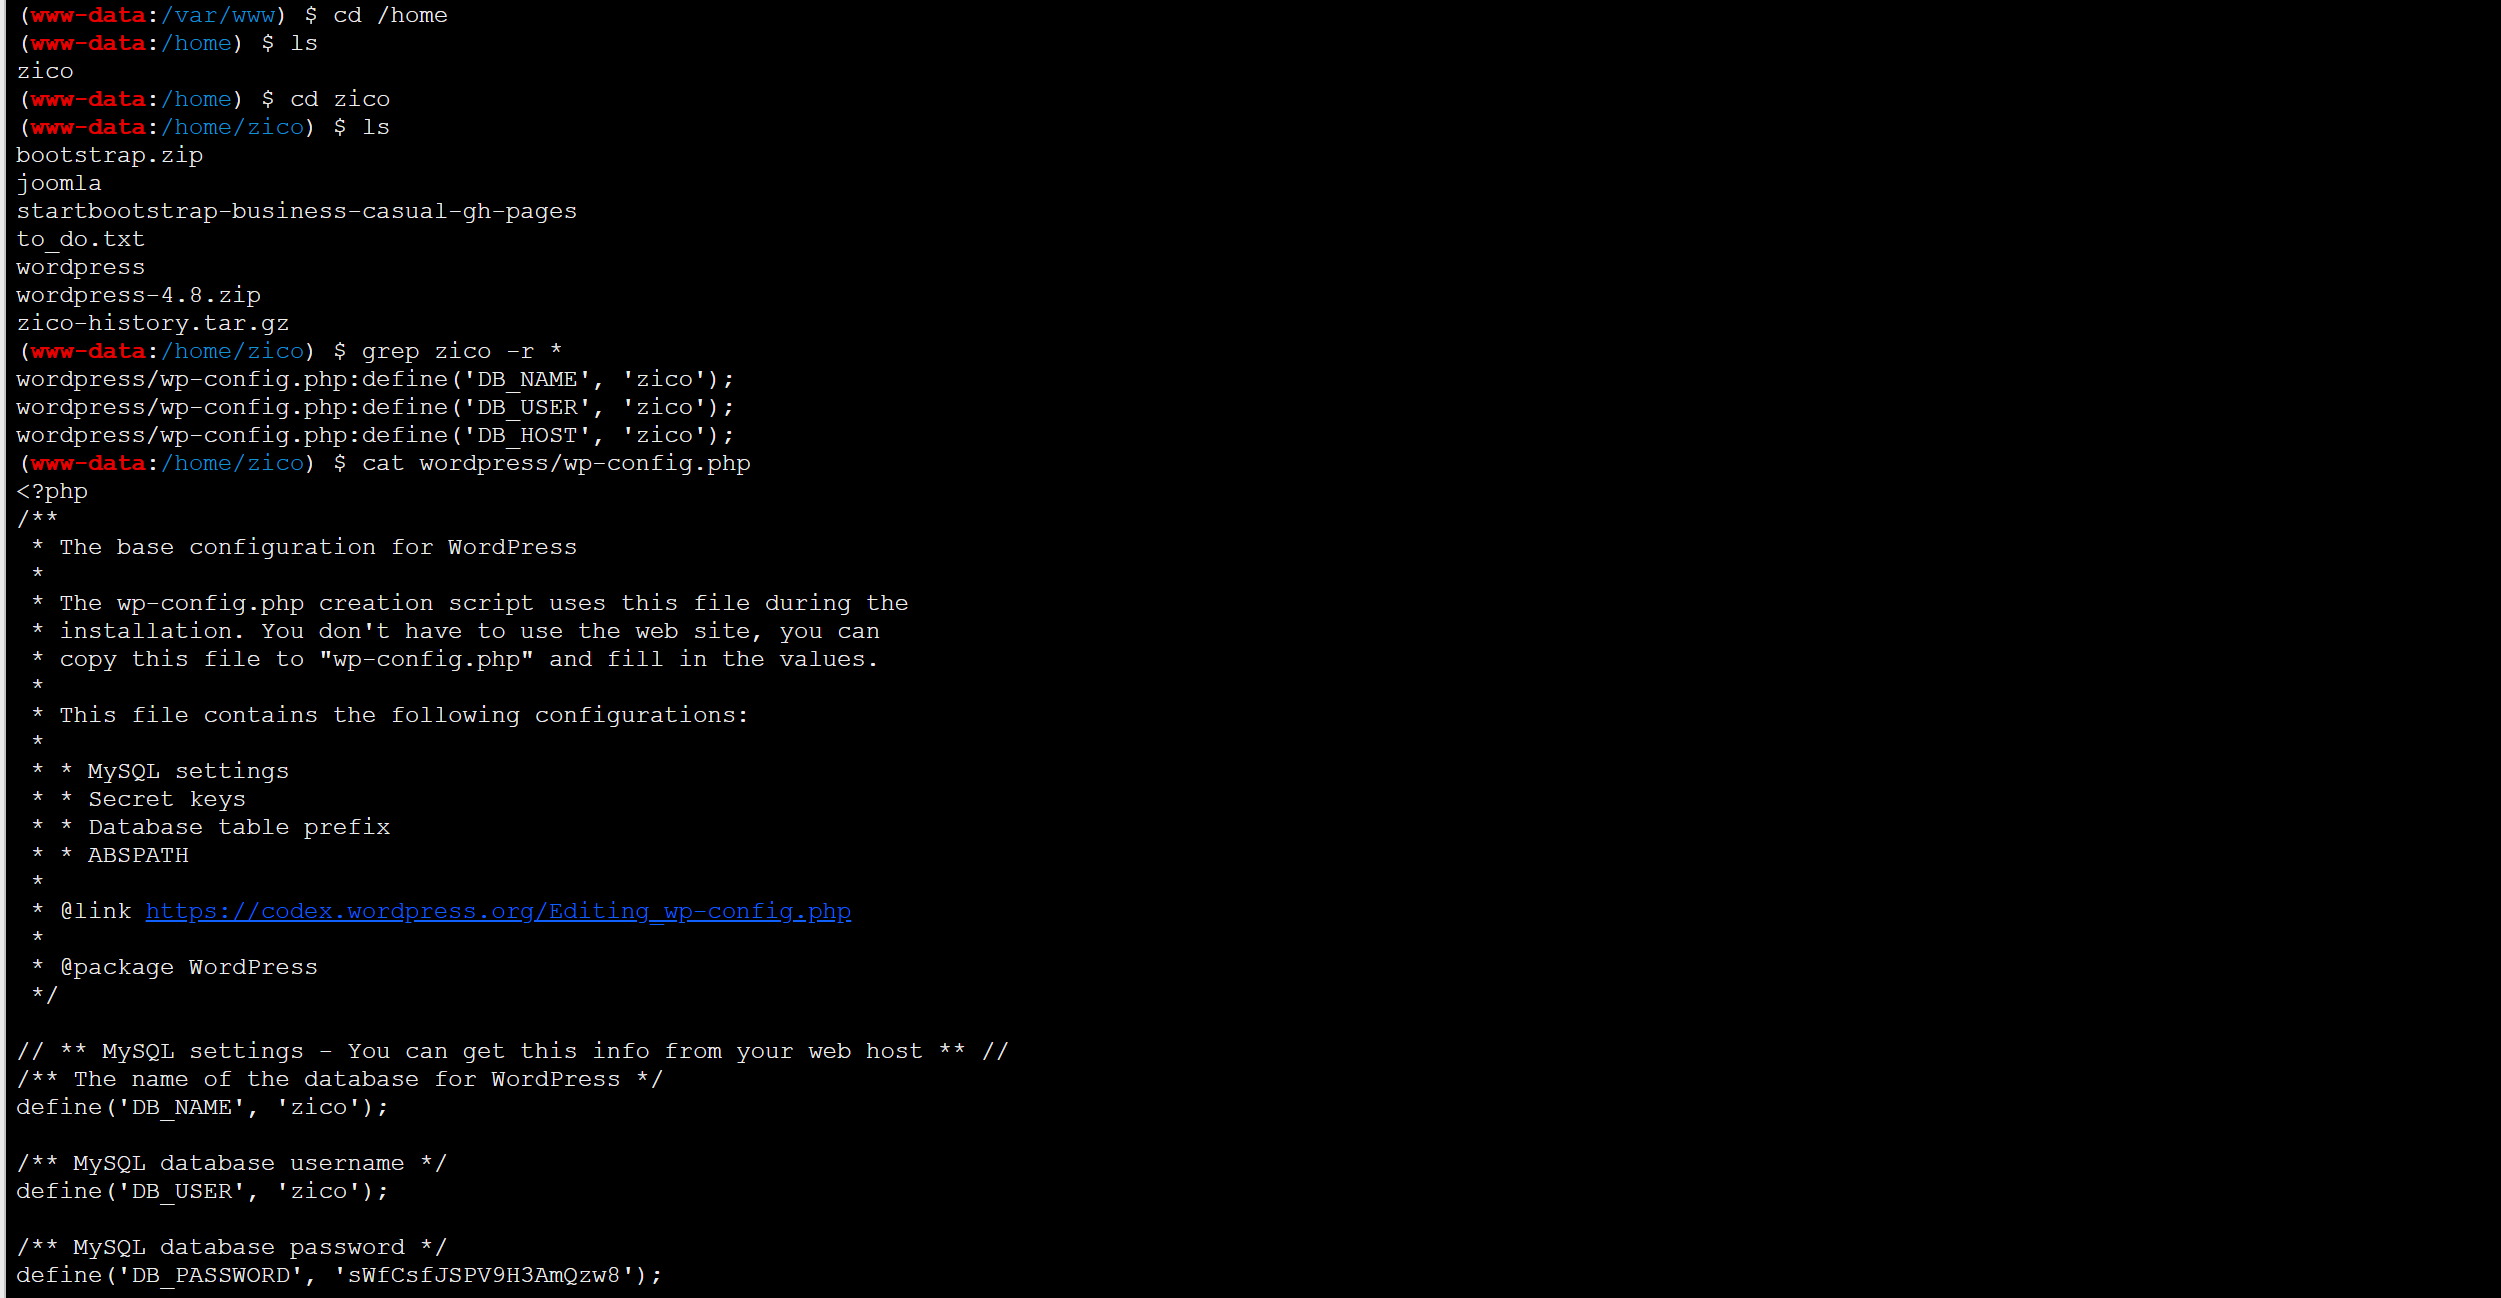 (www-data:/var/www) $ cd /home
(www-data:/home) $ ls
zico
(www-data:/home) $ cd zico
(www-data:/home/zico) $ ls
bootstrap.zip
joomla
startbootstrap-business-casual-gh-pages
to_do.txt
wordpress
wordpress-4.8.zip
zico-history.tar.gz
(www-data:/home/zico) $ grep zico -r *
wordpress/wp-config.php:define('DB_NAME', 'zico');
wordpress/wp-config.php:define('DB_USER', 'zico');
wordpress/wp-config.php:define('DB_HOST', 'zico');
(www-data:/home/zico) $ cat wordpress/wp-config.php
<?php
/**
 * The base configuration for WordPress
 *
 * The wp-config.php creation script uses this file during the
 * installation. You don't have to use the web site, you can
 * copy this file to "wp-config.php" and fill in the values.
 *
 * This file contains the following configurations:
 *
 * * MySQL settings
 * * Secret keys
 * * Database table prefix
 * * ABSPATH
 *
 * @link https://codex.wordpress.org/Editing_wp-config.php
 *
 * @package WordPress
 */

// ** MySQL settings - You can get this info from your web host ** //
/** The name of the database for WordPress */
define('DB_NAME', 'zico');

/** MySQL database username */
define('DB_USER', 'zico');

/** MySQL database password */
define('DB_PASSWORD', 'sWfCsfJSPV9H3AmQzw8');